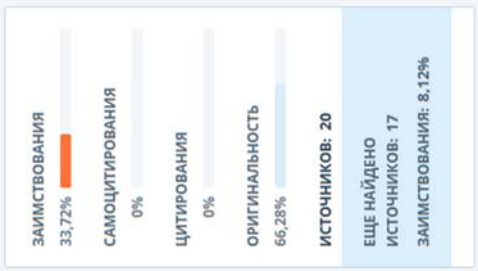 ЗАИМСТВОВАНИЯ
33,72%
САМОЦИТИРОВАНИЯ
0%
ЦИТИРОВАНИЯ
0%
ОРИГИНАЛЬНОСТЬ
66,28%
ИСТОЧНИКОВ: 20
ЕЩЕ НАЙДЕНО
ИСТОЧНИКОВ: 17
ЗАИМСТВОВАНИЯ: 8,12%